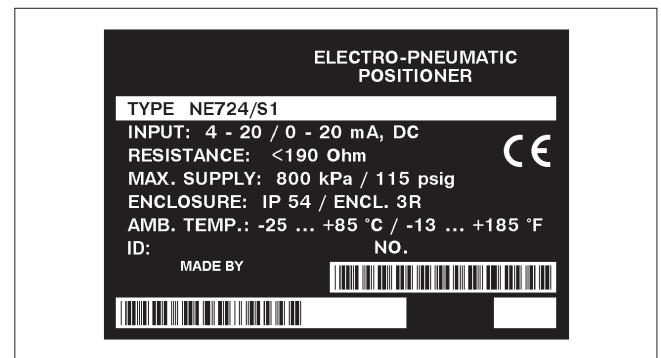 ELECTRO-PNEUMATIC
POSITIONER
TYPE NE724/S1
INPUT: 4 - 20 / 0 - 20 mA, DC
RESISTANCE: <190 Ohm
MAX. SUPPLY: 800 kPa / 115 psig
ENCLOSURE: IP 54 / ENCL. 3R
AMB. TEMP.: -25 ... +85 °C / -13 ... +185 °F
ID: NO.
MADE BY
CE